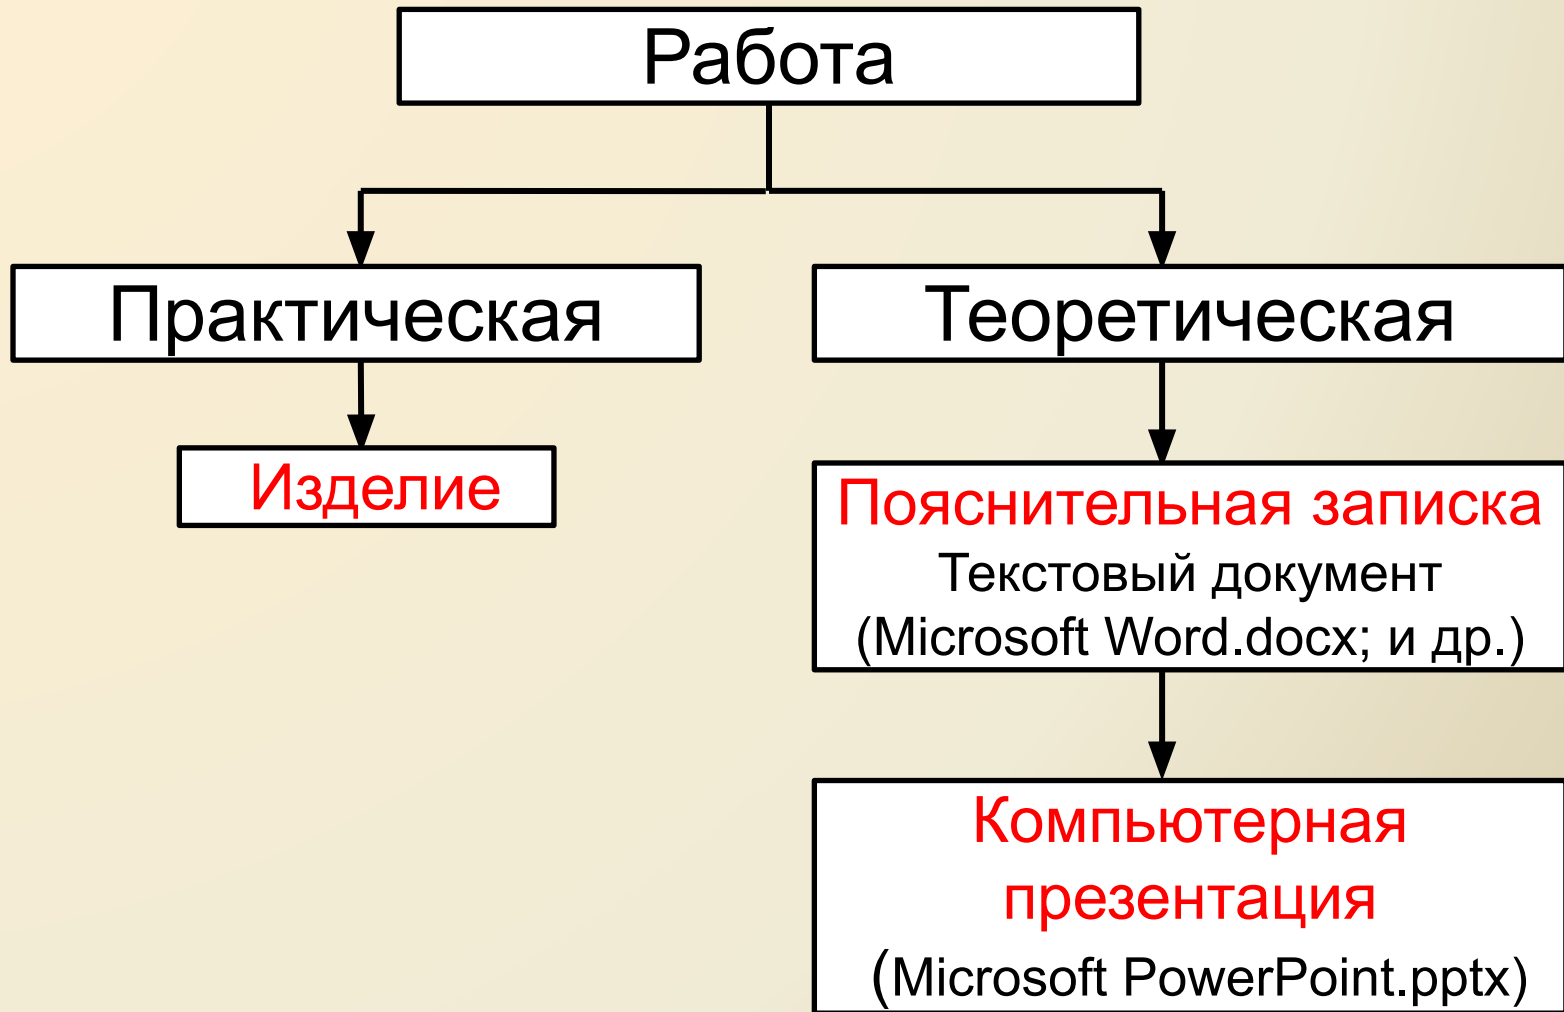 Работа
Практическая
Теоретическая
Изделие
Пояснительная записка
Текстовый документ
(Microsoft Word.docx; и др.)
Компьютерная
презентация
(Microsoft PowerPoint.pptx)